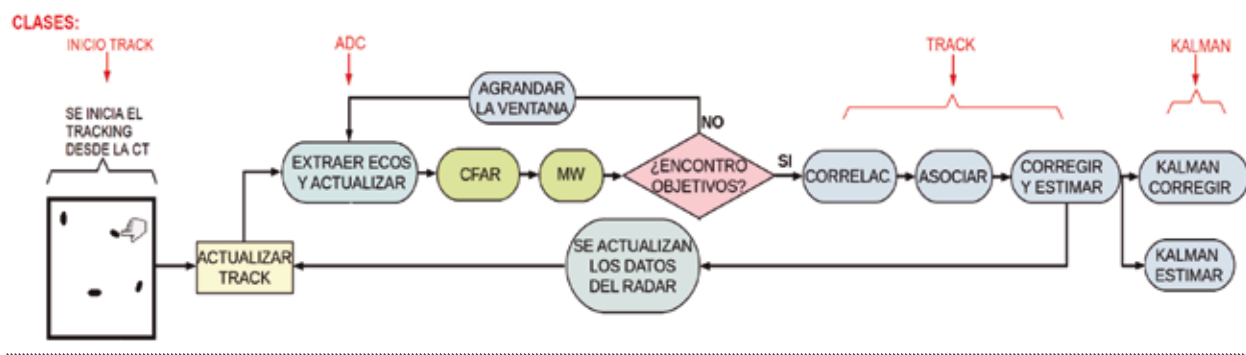 CLASES:
INICIO TRACK
ADC
TRACK
KALMAN
SE INICIA EL
TRACKING
DESDE LA CT
AGRANDAR
LA VENTANA
NO
EXTRAER ECOS
Y ACTUALIZAR
CFAR
MW
¿ENCONTRO
OBJETIVOS?
SI
CORRELAC
ASOCIAR
CORREGIR
Y ESTIMAR
KALMAN
CORREGIR
ACTUALIZAR
TRACK
SE ACTUALIZAN
LOS DATOS
DEL RADAR
KALMAN
ESTIMAR